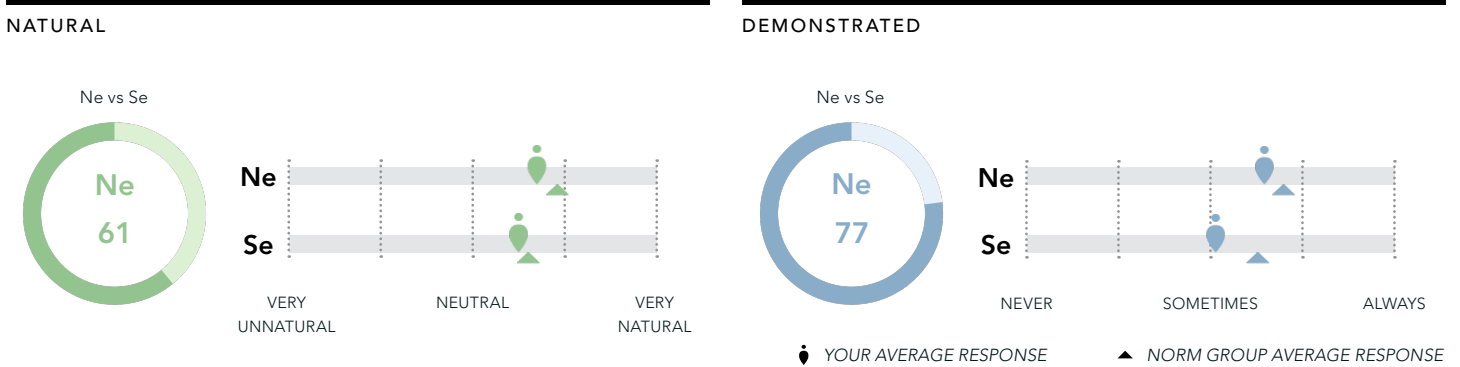 NATURAL
Ne vs Se
Ne
61
Ne
Se
VERY
UNNATURAL
NEUTRAL
VERY
NATURAL
DEMONSTRATED
Ne vs Se
Ne
77
Ne
Se
NEVER
SOMETIMES
ALWAYS
YOUR AVERAGE RESPONSE
NORM GROUP AVERAGE RESPONSE